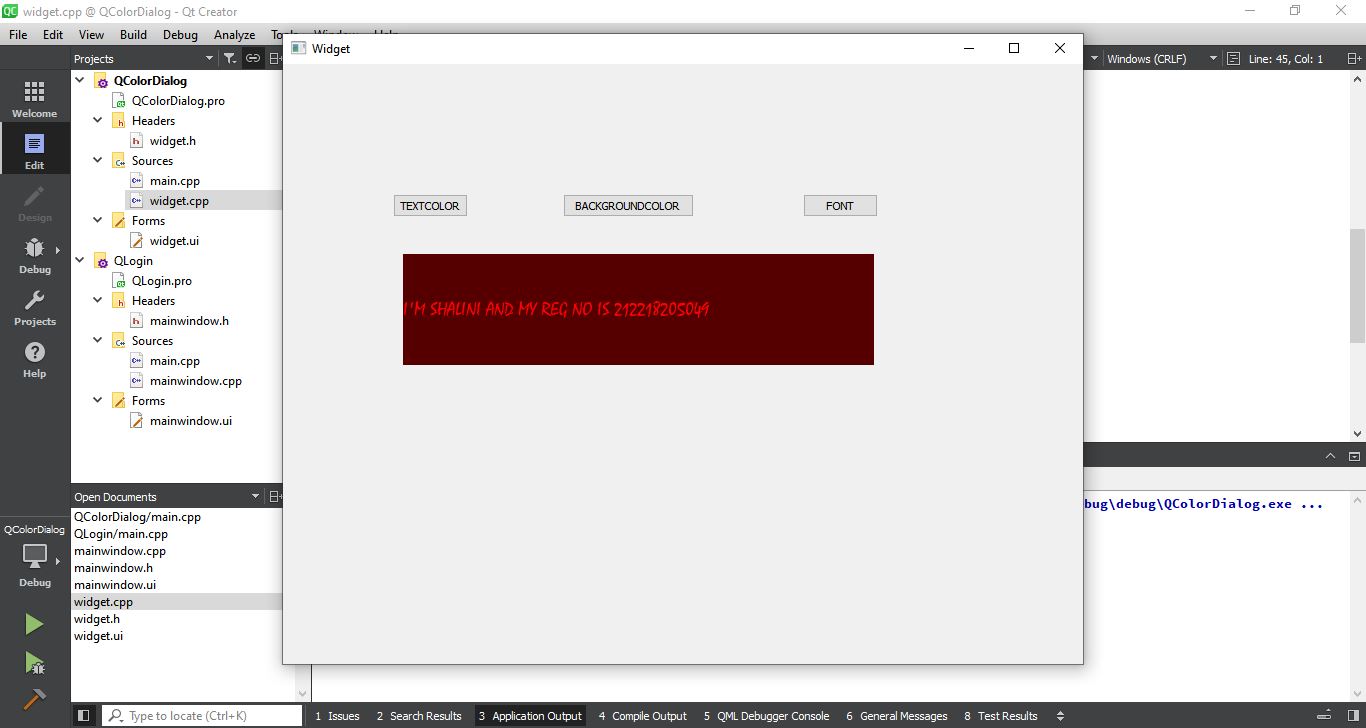 QC widget.cpp @ QColorDialog - Qt Creator
File Edit View Build Debug Analyze
Widget
Projects
Windows (CRLF) Line: 45, Col: 1
Welcome
Edit
Design
Debug
Projects
Help
QColorDialog
QColorDialog.pro
Headers
widget.h
Sources
main.cpp
widget.cpp
Forms
widget.ui
QLogin
QLogin.pro
Headers
mainwindow.h
Sources
main.cpp
mainwindow.cpp
Forms
mainwindow.ui
TEXTCOLOR BACKGROUNDCOLOR FONT
I'M SHALINI AND MY REG NO IS 212218205049
Open Documents
QColorDialog/main.cpp
QLogin/main.cpp
mainwindow.cpp
mainwindow.h
mainwindow.ui
widget.cpp
widget.h
widget.ui
bug\debug\QColorDialog.exe ...
QColorDialog
Debug
Type to locate (Ctrl+K) 1 Issues 2 Search Results 3 Application Output 4 Compile Output 5 QML Debugger Console 6 General Messages 8 Test Results